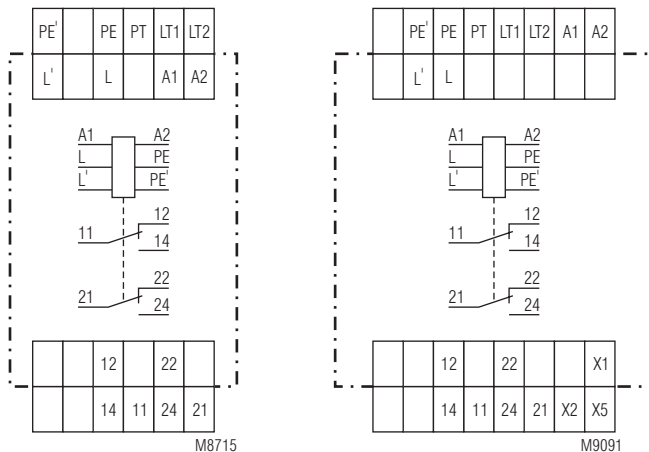 PE' PE PT LT1 LT2
L' L A1 A2
A1 A2
L PE
L' PE'
12
11 14
22
21 24
12 22
14 11 24 21
M8715
PE' PE PT LT1 LT2 A1 A2
L' L
A1 A2
L PE
L' PE'
12
11 14
22
21 24
12 22 X1
14 11 24 21 X2 X5
M9091